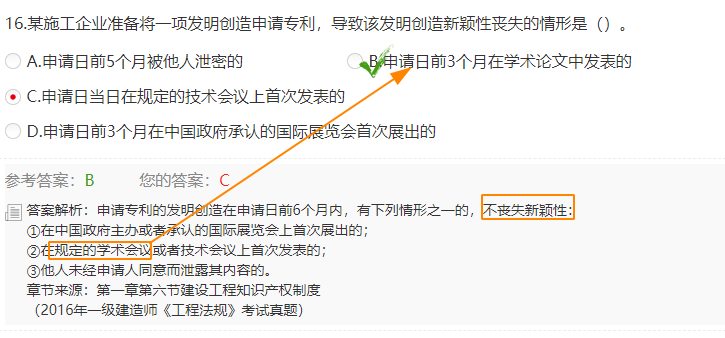 16.某施工企业准备将一项发明创造申请专利，导致该发明创造新颖性丧失的情形是（）。
A.申请日前5个月被他人泄密的
B.申请日前3个月在学术论文中发表的
C.申请日当日在规定的技术会议上首次发表的
D.申请日前3个月在中国政府承认的国际展览会首次展出的
参考答案：B 您的答案：C
答案解析：申请专利的发明创造在申请日前6个月内，有下列情形之一的，不丧失新颖性：
①在中国政府主办或者承认的国际展览会上首次展出的；
②在规定的学术会议或者技术会议上首次发表的；
③他人未经申请人同意而泄露其内容的。
章节来源：第一章第六节建设工程知识产权制度
（2016年一级建造师《工程法规》考试真题）